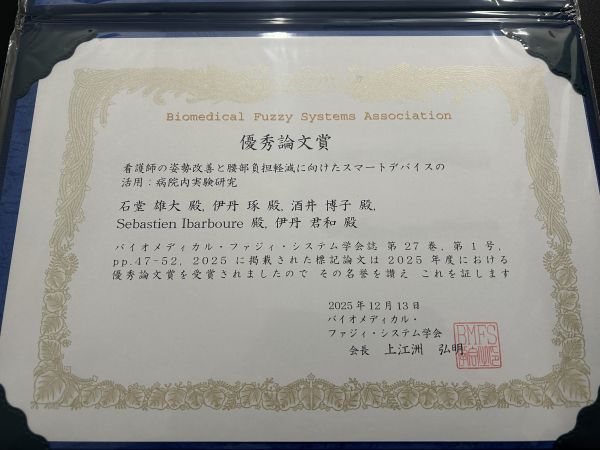 Biomedical Fuzzy Systems Association
優秀論文賞
看護師の姿勢改善と腰部負担軽減に向けたスマートデバイスの
活用：病院内実験研究
石堂 雄大 殿, 伊丹 琢 殿, 酒井 博子 殿,
Sebastien Ibarboure 殿, 伊丹 君和 殿
バイオメディカル・ファジィ・システム学会誌 第 27 巻, 第 1 号,
pp.47-52, 2025 に掲載された標記論文は 2025 年度における
優秀論文賞を受賞されましたので その名誉を讃え これを証します
2025年12月13日
バイオメディカル・
ファジィ・システム学会
会長 上江洲 弘明
BMFS